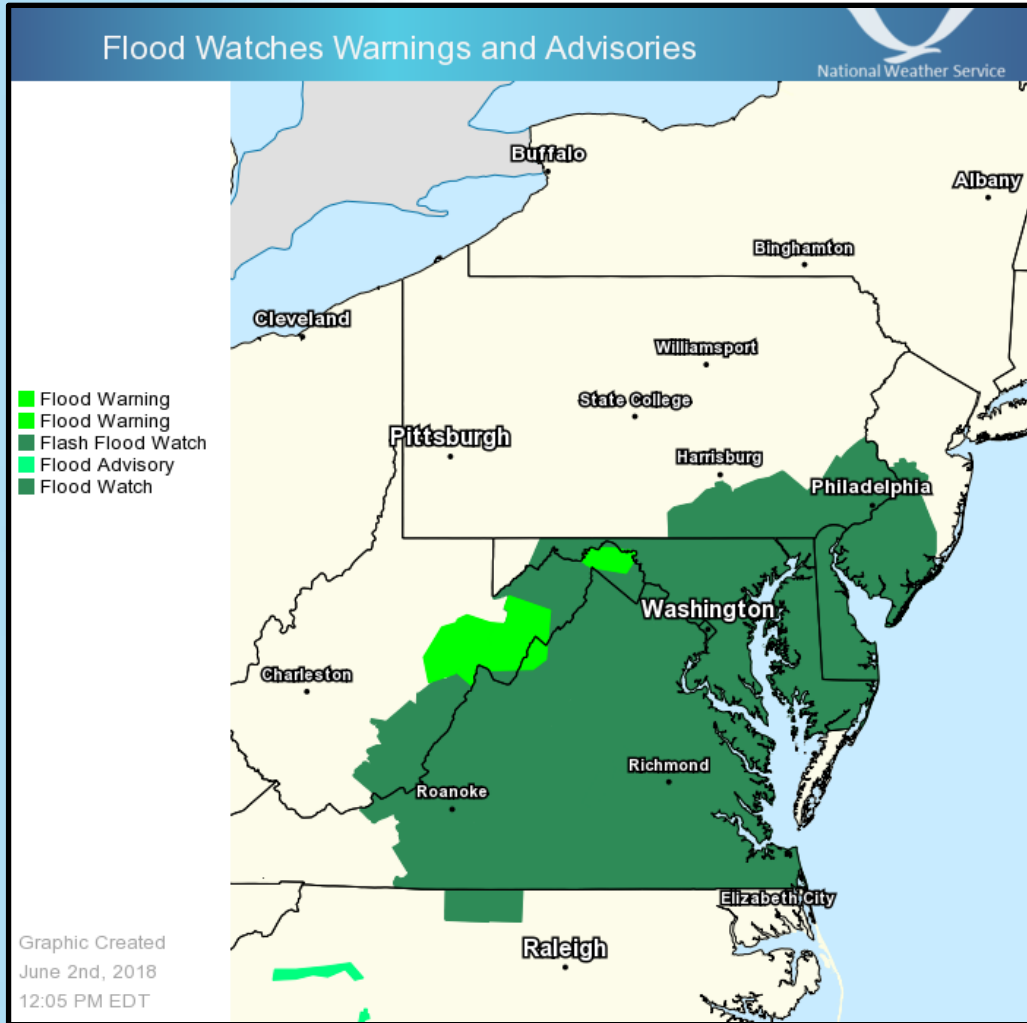 Flood Watches Warnings and Advisories
National Weather Service
Buffalo
Albany
Binghamton
Cleveland
Williamsport
State College
Pittsburgh
Harrisburg
Philadelphia
Flood Warning
Flood Warning
Flash Flood Watch
Flood Advisory
Flood Watch
Washington
Charleston
Richmond
Roanoke
Elizabeth City
Raleigh
Graphic Created
June 2nd, 2018
12:05 PM EDT